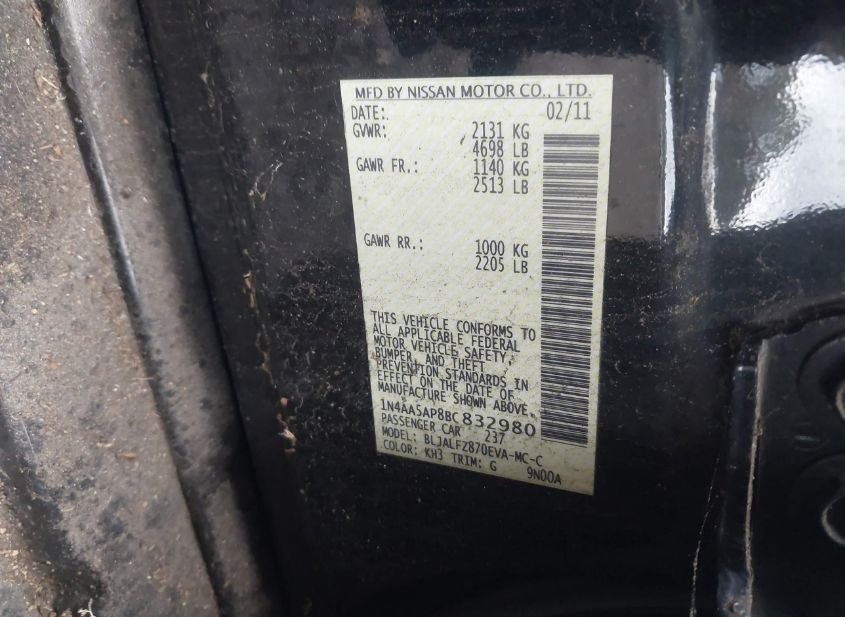 MFD BY NISSAN MOTOR CO., LTD.
DATE: 02/11
GVWR: 2131 KG
4698 LB
GAWR FR.: 1140 KG
2513 LB
GAWR RR.: 1000 KG
2205 LB
THIS VEHICLE CONFORMS TO
ALL APPLICABLE FEDERAL
MOTOR VEHICLE SAFETY,
BUMPER, AND THEFT
PREVENTION STANDARDS IN
EFFECT ON THE DATE OF
MANUFACTURE SHOWN ABOVE.
1N4AA5AP8BC832980
PASSENGER CAR 237
MODEL: BLJALFZ870EVA-MC-C
COLOR: KH3 TRIM: G 9N00A